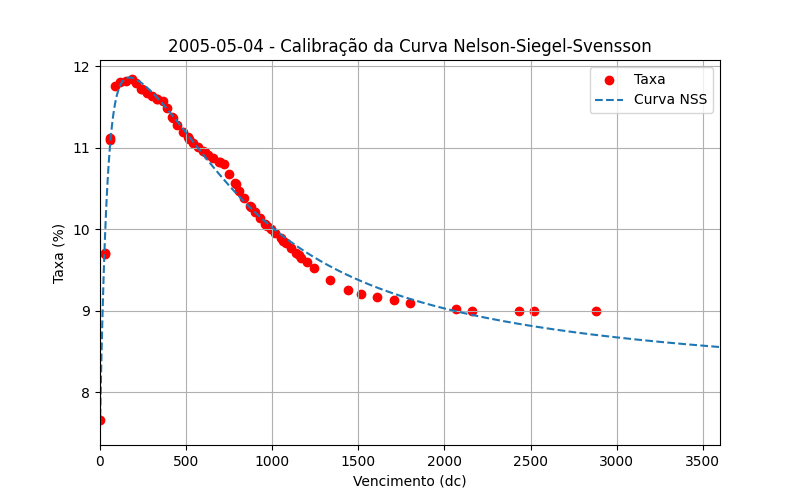 2005-05-04 - Calibração da Curva Nelson-Siegel-Svensson
Taxa
Curva NSS
12
11
10
9
8
Taxa (%)
0 500 1000 1500 2000 2500 3000 3500
Vencimento (dc)